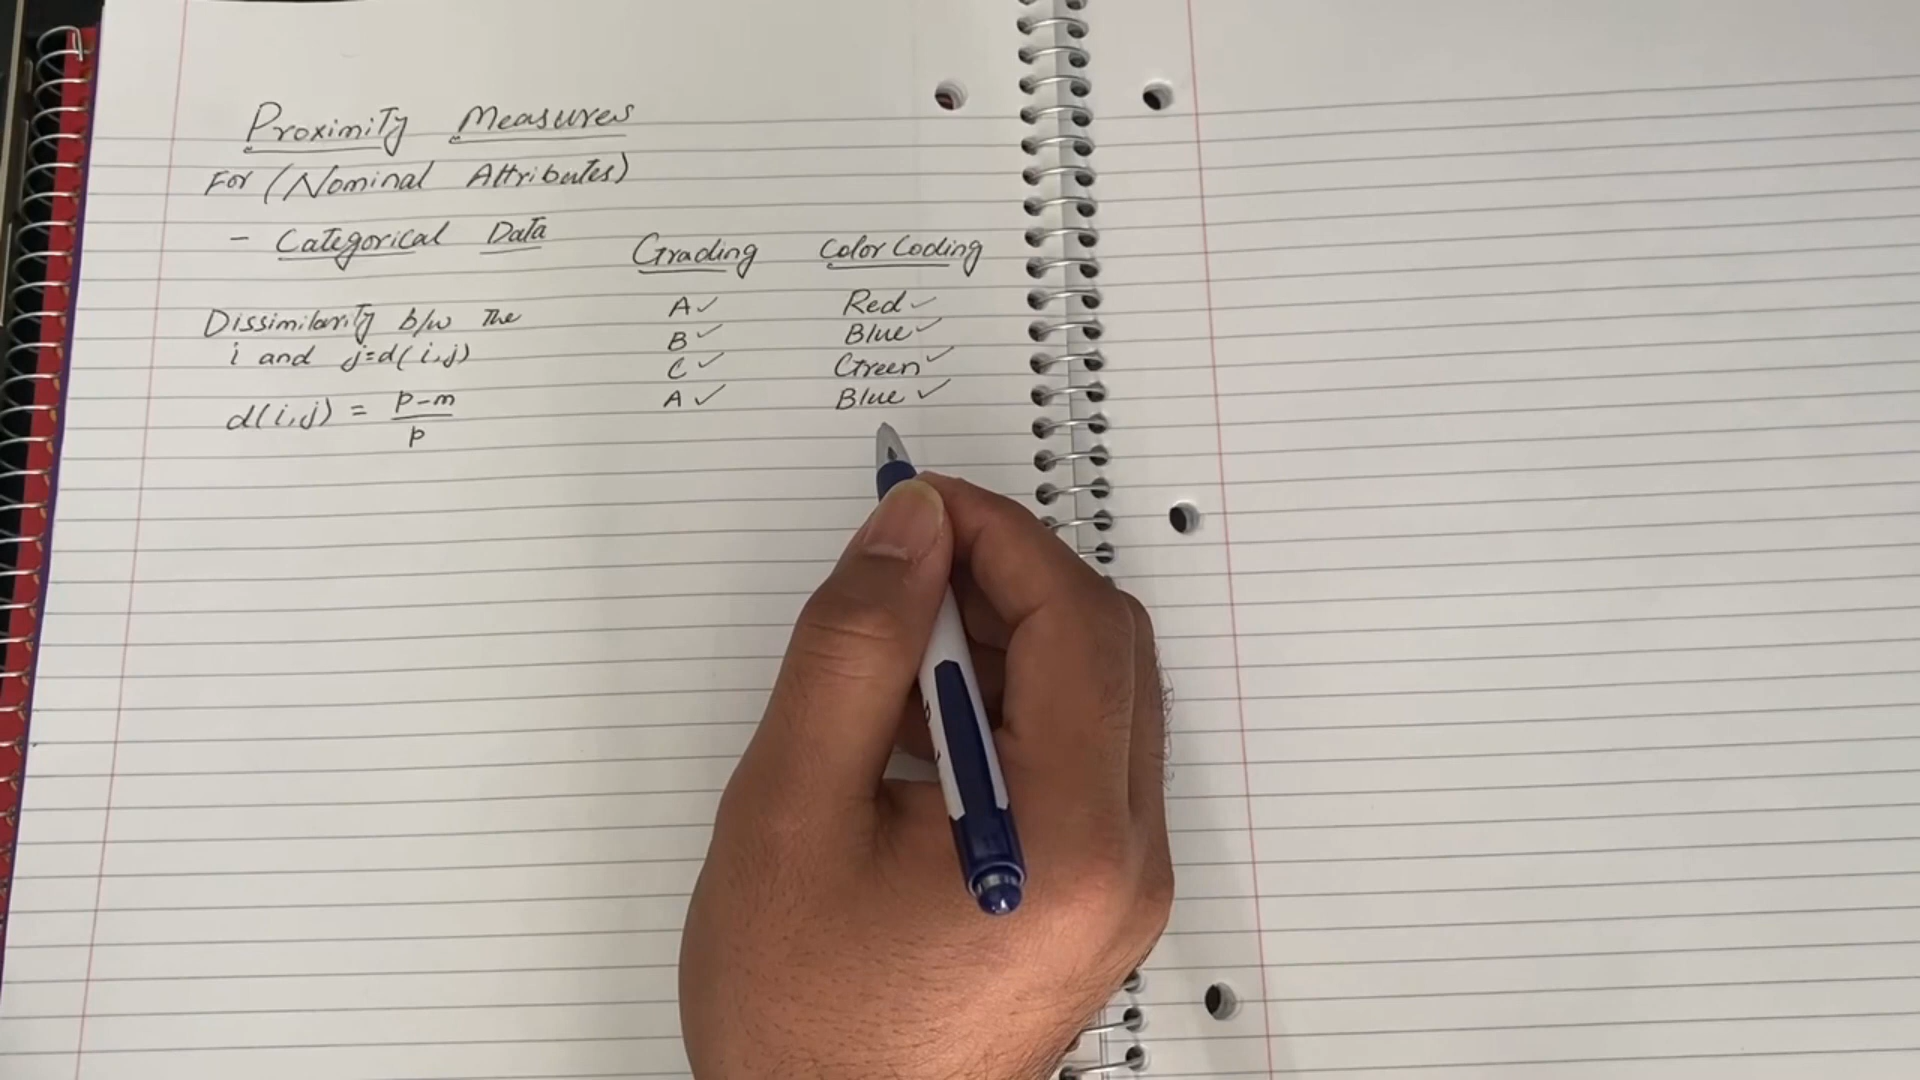 Proximity Measures
For (Nominal Attributes)
- Categorical Data
Grading Color Coding
A ✓ Red ✓
B ✓ Blue ✓
C ✓ Green ✓
A ✓ Blue ✓
Dissimilarity b/w The
i and j = d(i,j)
d(i,j) = p-m
p